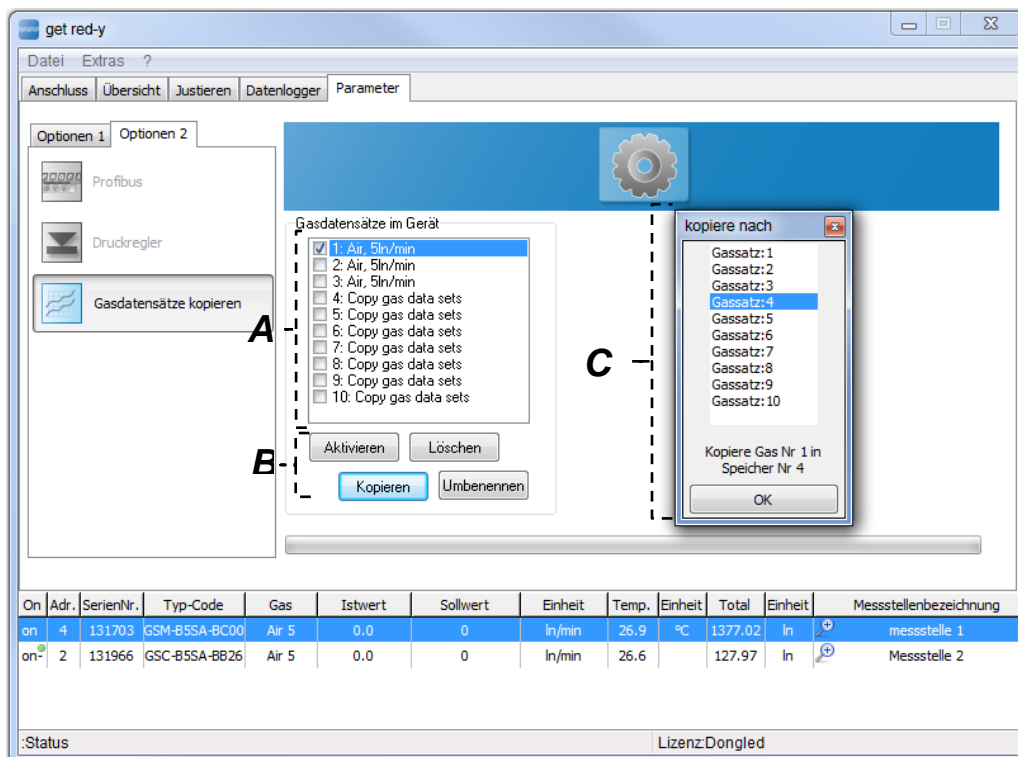 get red-y
Datei Extras ?
Anschluss Übersicht Justieren Datenlogger Parameter
Optionen 1 Optionen 2
Profibus
Druckregler
Gasdatensätze kopieren
Gasdatensätze im Gerät
1: Air, 5ln/min
2: Air, 5ln/min
3: Air, 5ln/min
4: Copy gas data sets
5: Copy gas data sets
6: Copy gas data sets
7: Copy gas data sets
8: Copy gas data sets
9: Copy gas data sets
10: Copy gas data sets
A
Aktivieren Löschen
B
Kopieren Umbenennen
C
kopiere nach
Gassatz:1
Gassatz:2
Gassatz:3
Gassatz:4
Gassatz:5
Gassatz:6
Gassatz:7
Gassatz:8
Gassatz:9
Gassatz:10
Kopiere Gas Nr 1 in
Speicher Nr 4
OK
On Adr. SerienNr. Typ-Code Gas Istwert Sollwert Einheit Temp. Einheit Total Einheit Messstellenbezeichnung
on 4 131703 GSM-B5SA-BC00 Air 5 0.0 0 ln/min 26.9 °C 1377.02 ln messstelle 1
on- 2 131966 GSC-B5SA-BB26 Air 5 0.0 0 ln/min 26.6 127.97 ln Messstelle 2
:Status Lizenz:Dongled